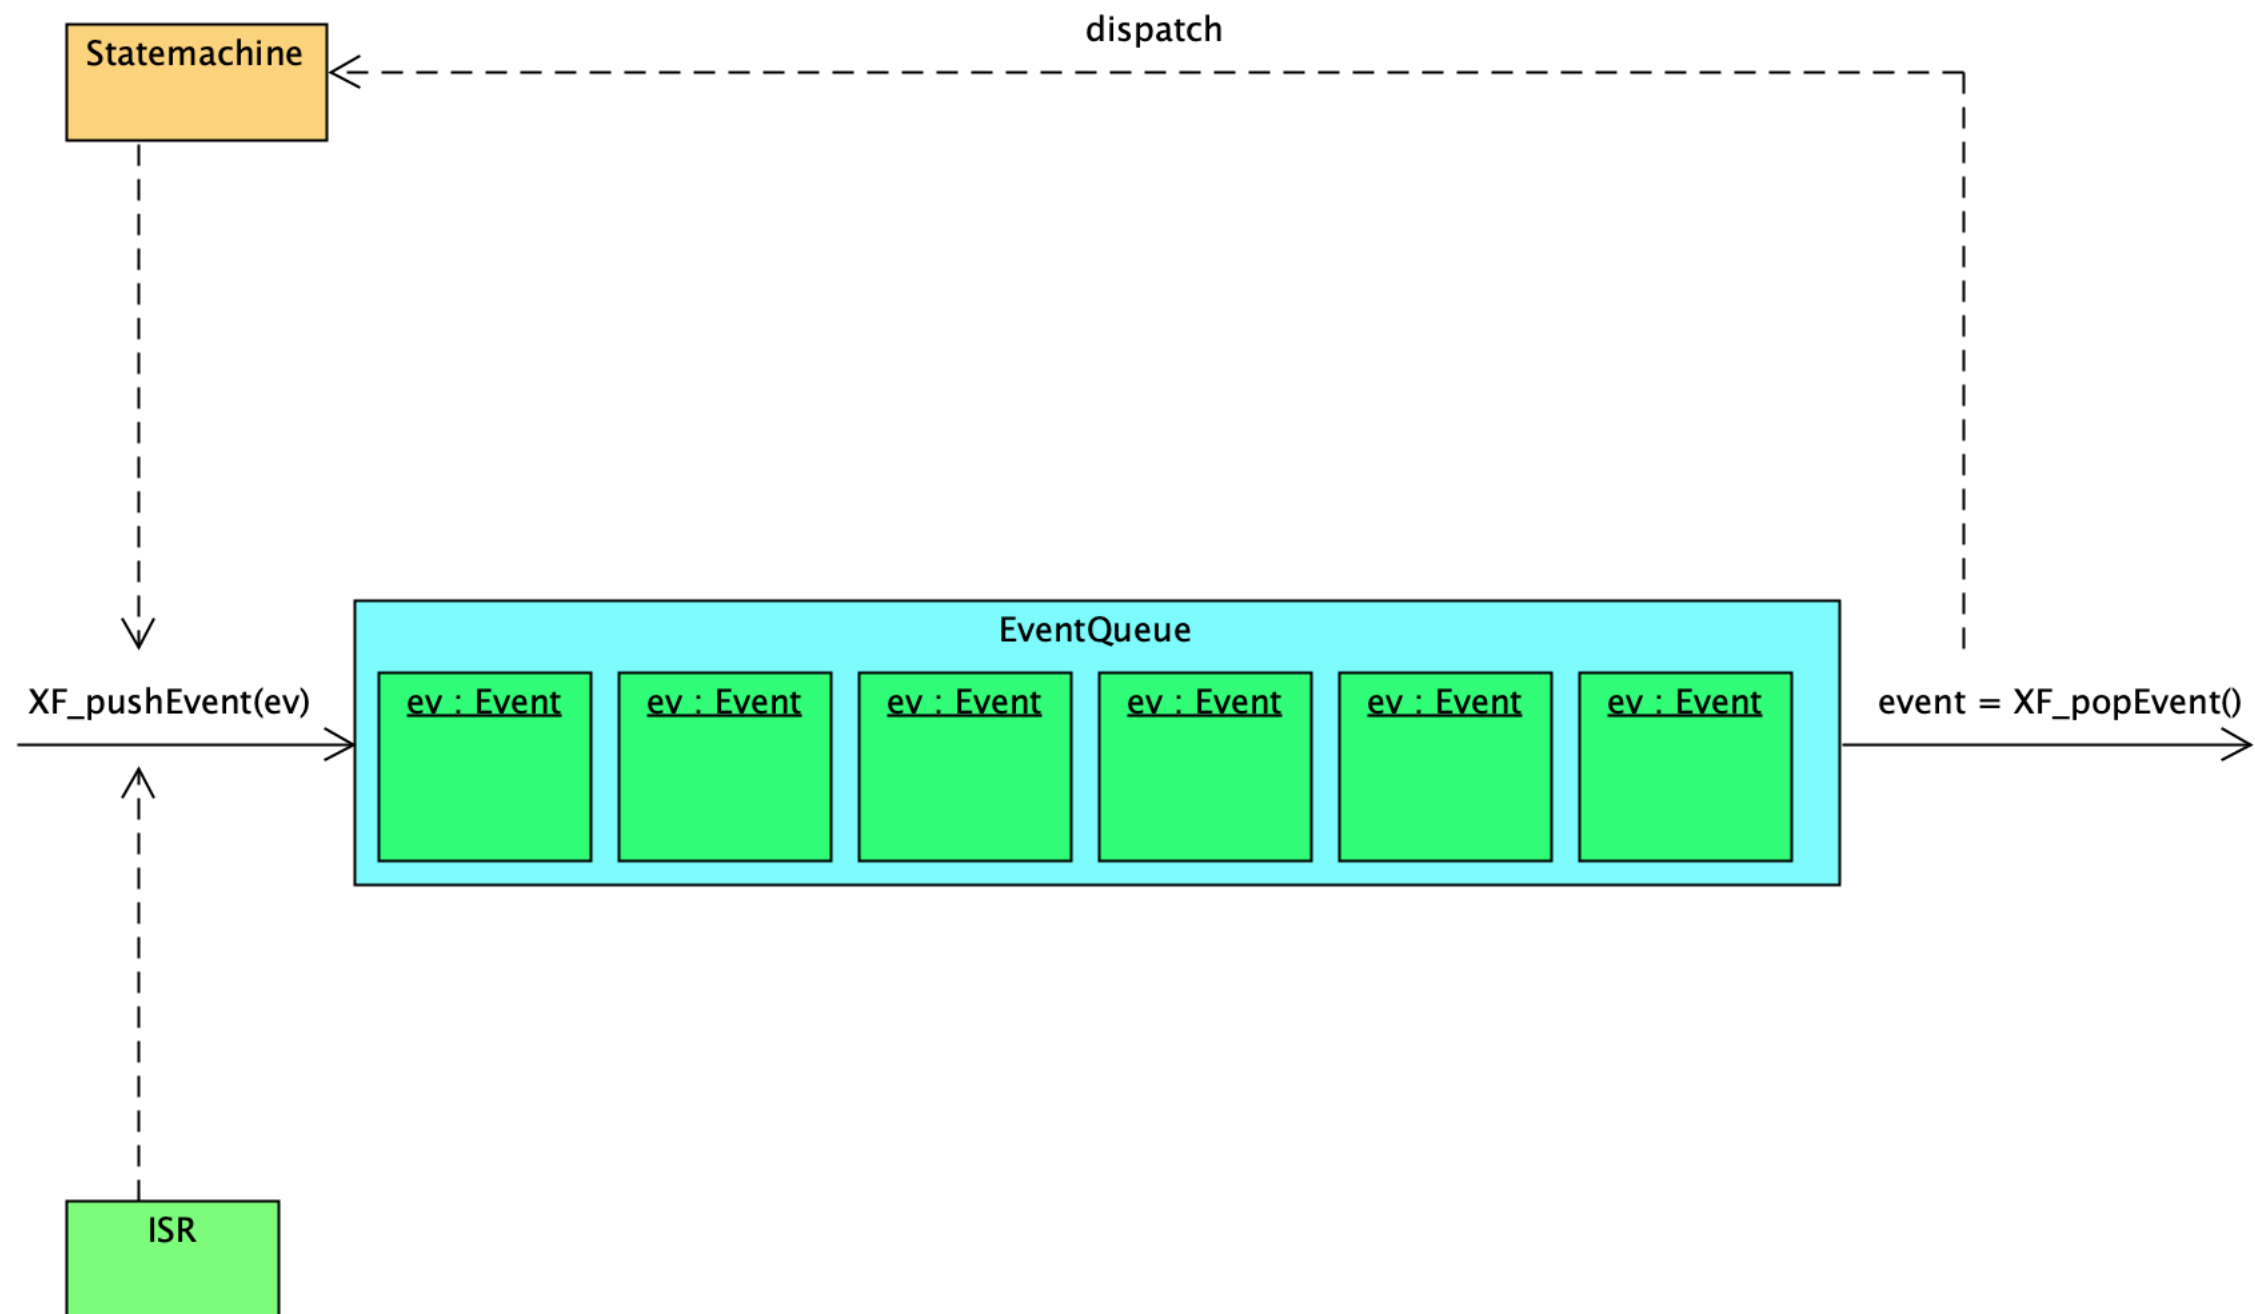 dispatch
Statemachine
EventQueue
XF_pushEvent(ev)
ev : Event
ev : Event
ev : Event
ev : Event
ev : Event
ev : Event
event = XF_popEvent()
ISR